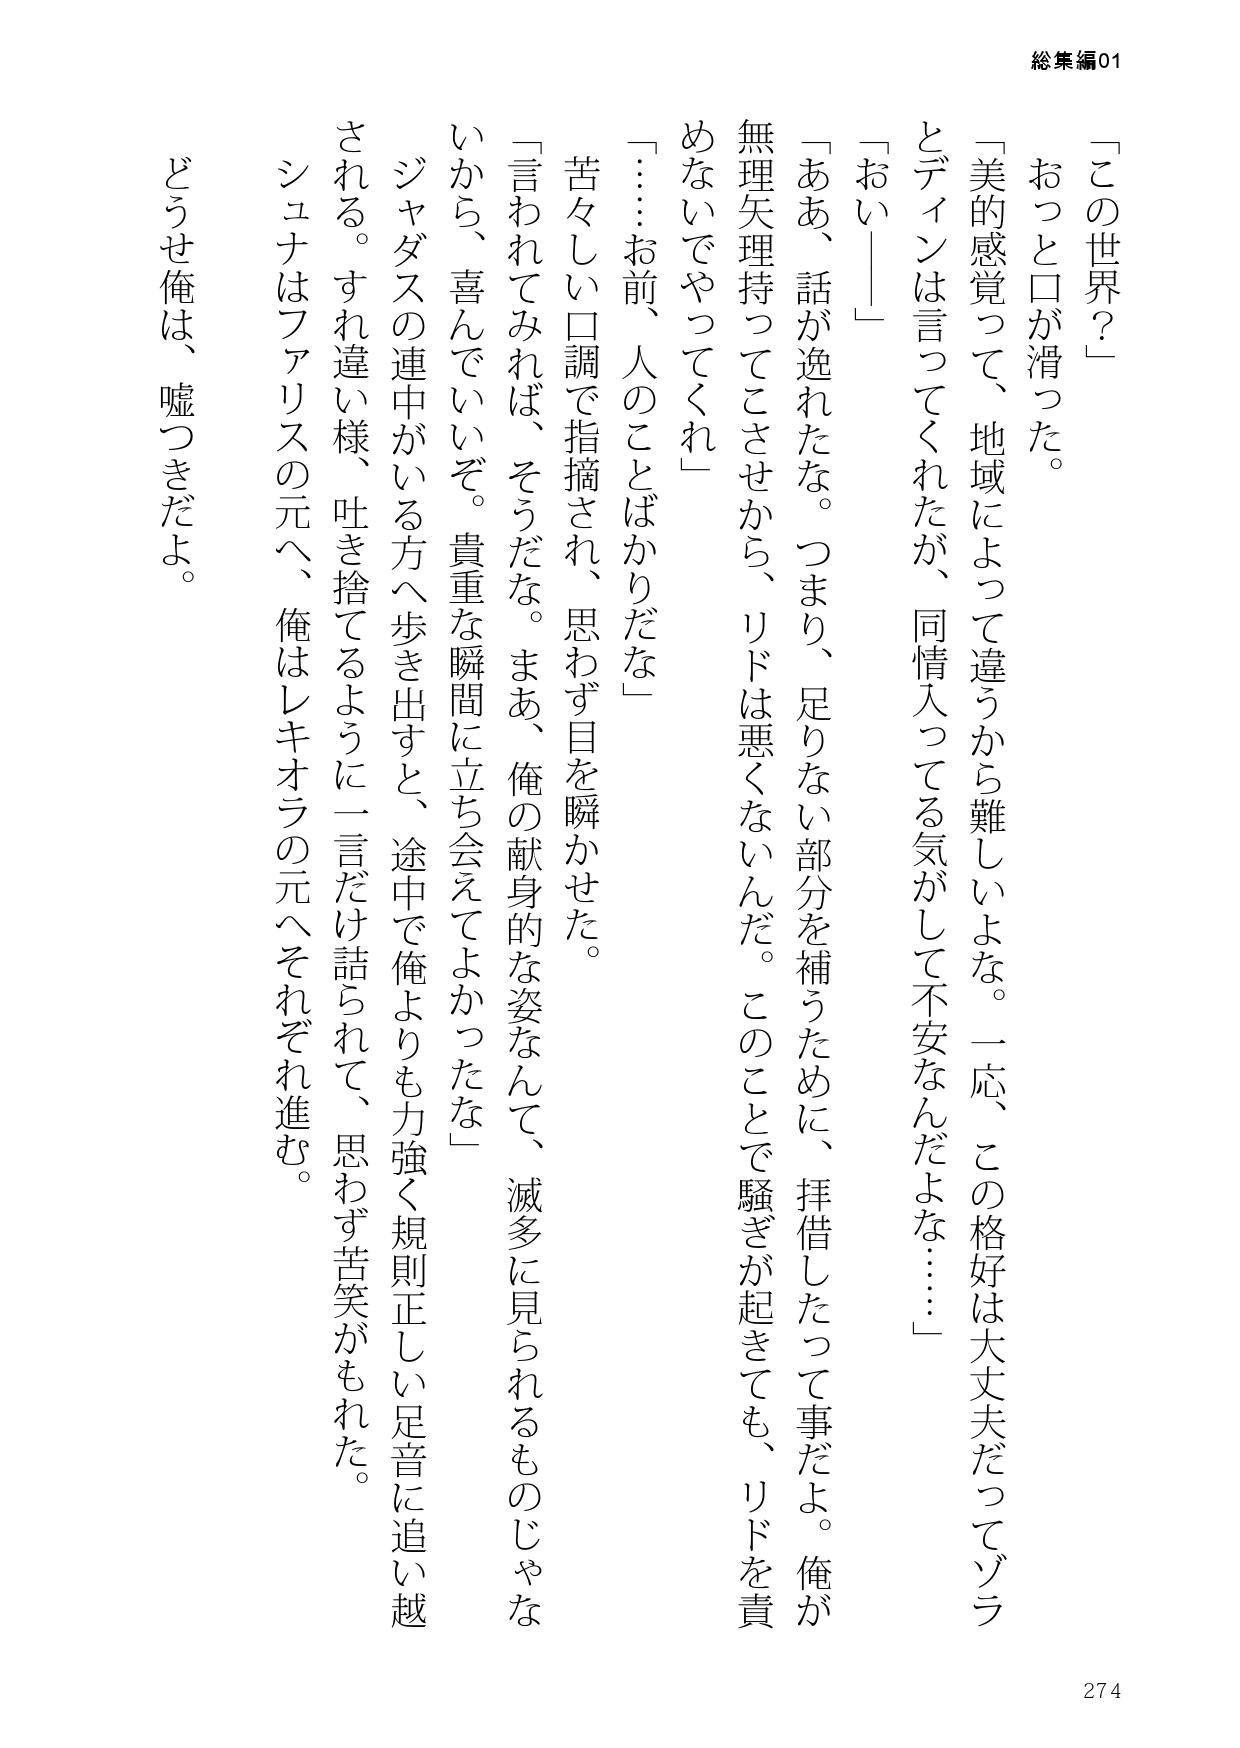 総集編01
「この世界？」
おっと口が滑った。
「美的感覚って、地域によって違うから難しいよな。一応、この格好は大丈夫だってゾラ
とディンは言ってくれたが、同情入ってる気がして不安なんだよな……」
「おい――」
「ああ、話が逸れたな。つまり、足りない部分を補うために、拝借したって事だよ。俺が
無理矢理持ってこさせから、リドは悪くないんだ。このことで騒ぎが起きても、リドを責
めないでやってくれ」
「……お前、人のことばかりだな」
苦々しい口調で指摘され、思わず目を瞬かせた。
「言われてみれば、そうだな。まあ、俺の献身的な姿なんて、滅多に見られるものじゃな
いから、喜んでいいぞ。貴重な瞬間に立ち会えてよかったな」
ジャダスの連中がいる方へ歩き出すと、途中で俺よりも力強く規則正しい足音に追い越
される。すれ違い様、吐き捨てるように一言だけ詰られて、思わず苦笑がもれた。
シュナはファリスの元へ、俺はレキオラの元へそれぞれ進む。
どうせ俺は、嘘つきだよ。
274